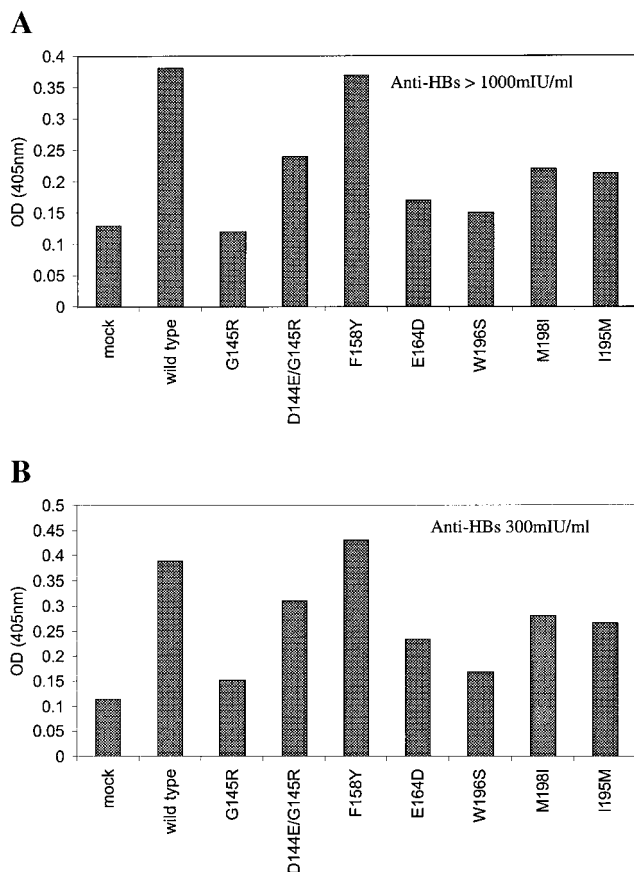 A
0.4
0.35
0.3
0.25
0.2
0.15
0.1
0.05
0
OD (405nm)
Anti-HBs > 1000mIU/ml
mock
wild type
G145R
D144E/G145R
F158Y
E164D
W196S
M198I
I195M
B
0.5
0.45
0.4
0.35
0.3
0.25
0.2
0.15
0.1
0.05
0
OD (405nm)
Anti-HBs 300mIU/ml
mock
wild type
G145R
D144E/G145R
F158Y
E164D
W196S
M198I
I195M